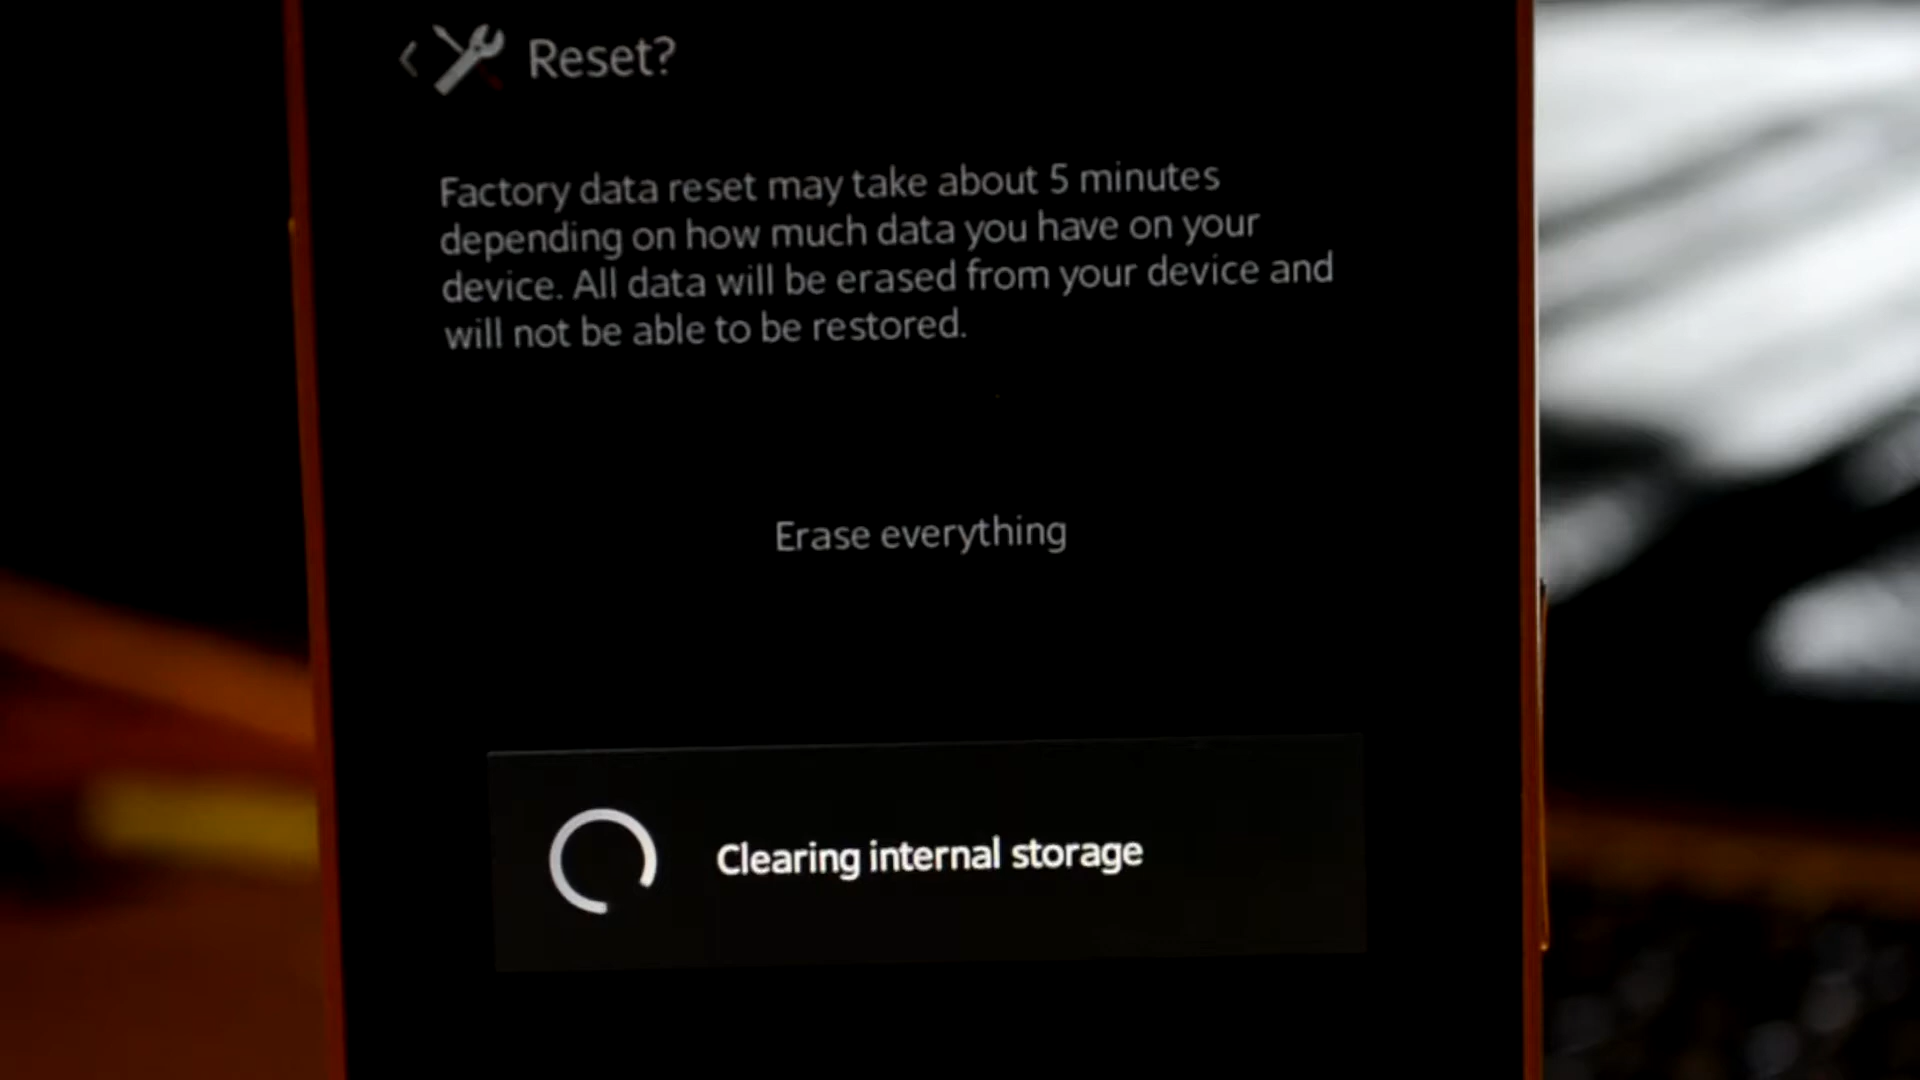 Reset?
Factory data reset may take about 5 minutes
depending on how much data you have on your
device. All data will be erased from your device and
will not be able to be restored.
Erase everything
Clearing internal storage